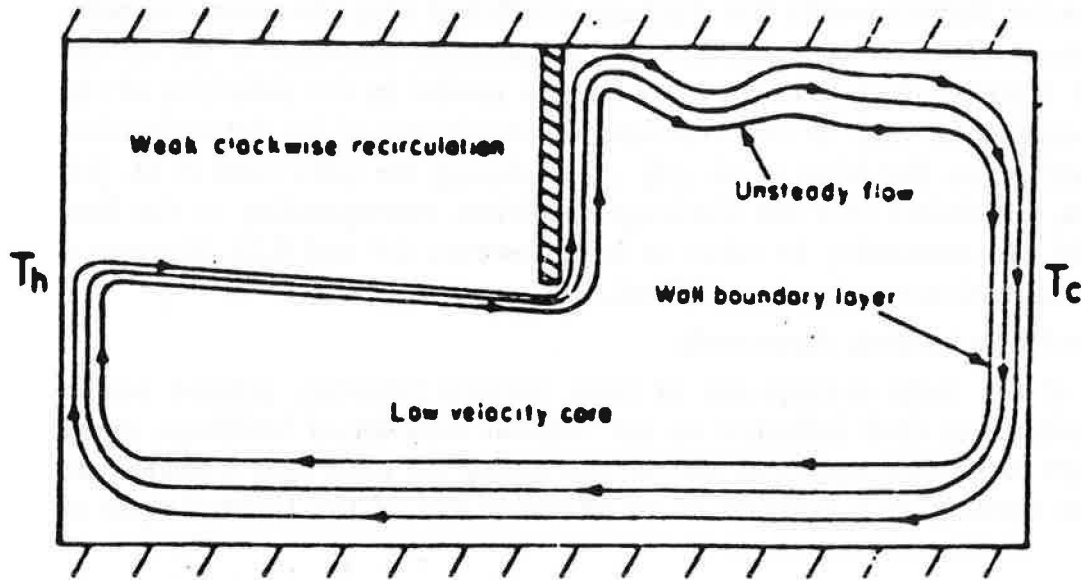 Weak clockwise recirculation
Unsteady flow
Th
Tc
Wall boundary layer
Low velocity core